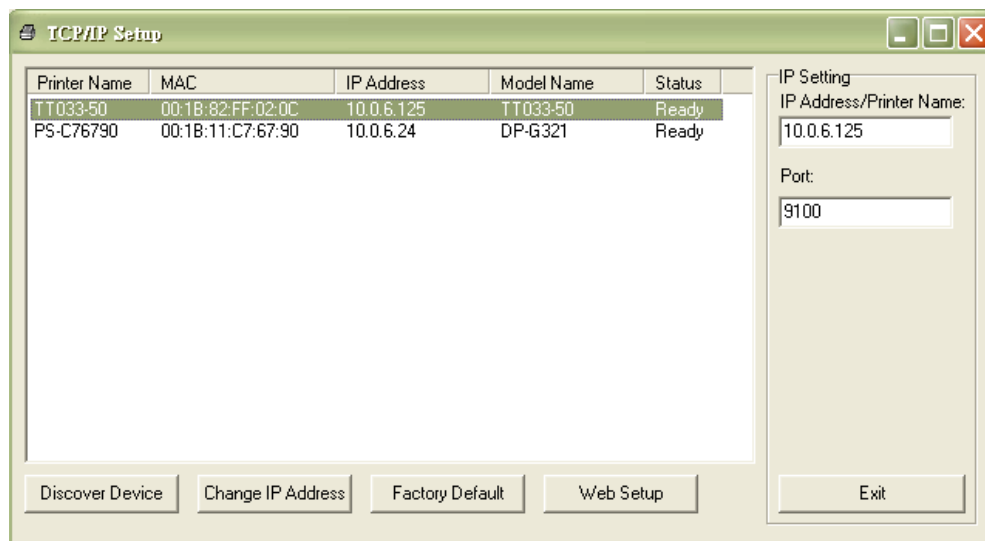 TCP/IP Setup
Printer Name MAC IP Address Model Name Status
TT033-50 00:1B:82:FF:02:0C 10.0.6.125 TT033-50 Ready
PS-C76790 00:1B:11:C7:67:90 10.0.6.24 DP-G321 Ready
IP Setting
IP Address/Printer Name:
10.0.6.125
Port:
9100
Discover Device Change IP Address Factory Default Web Setup Exit